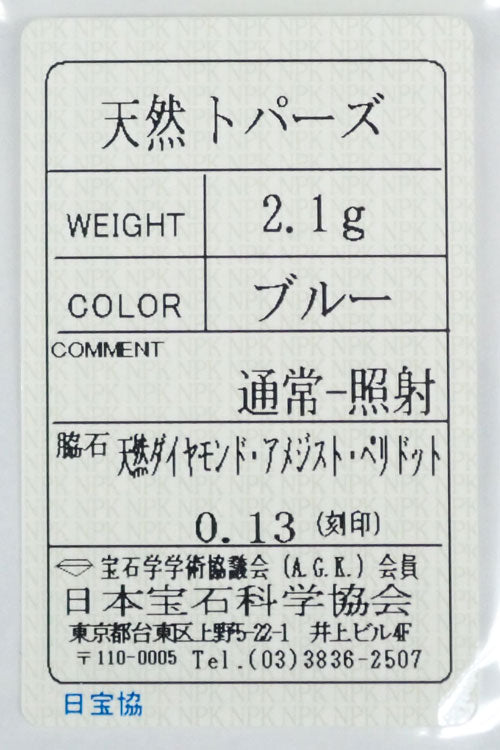 天然トパーズ
WEIGHT 2.1g
COLOR ブルー
COMMENT
通常-照射
脇石 天然ダイヤモンド・アメジスト・ペリドット
0.13 (刻印)
宝石学学術協議会(A.G.K.)会員
日本宝石科学協会
東京都台東区上野5-22-1 井上ビル4F
〒110-0005 Tel.(03)3836-2507
日宝協